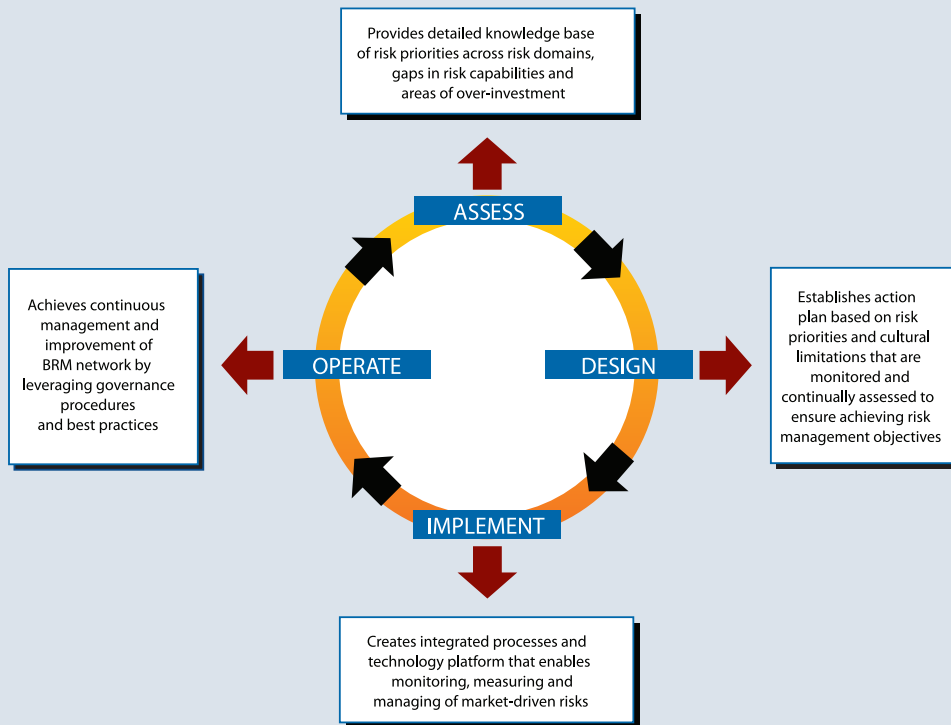 Provides detailed knowledge base
of risk priorities across risk domains,
gaps in risk capabilities and
areas of over-investment
ASSESS
Achieves continuous
management and
improvement of
BRM network by
leveraging governance
procedures
and best practices
OPERATE
DESIGN
Establishes action
plan based on risk
priorities and cultural
limitations that are
monitored and
continually assessed to
ensure achieving risk
management objectives
IMPLEMENT
Creates integrated processes and
technology platform that enables
monitoring, measuring and
managing of market-driven risks